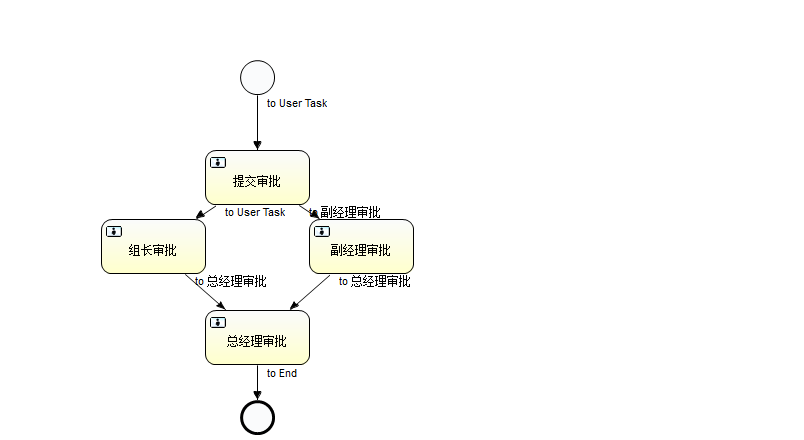 to User Task
提交审批
to User Task
to 副经理审批
组长审批
副经理审批
to 总经理审批
to 总经理审批
总经理审批
to End